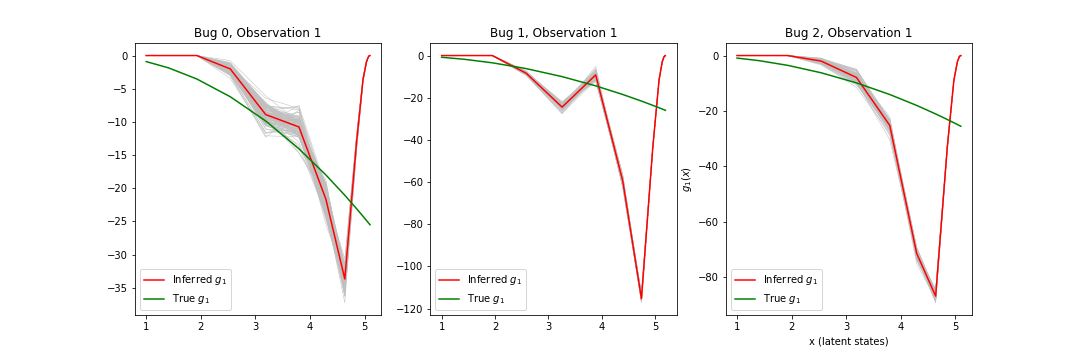 Bug 0, Observation 1
0
−5
−10
−15
−20
−25
−30
−35
1 2 3 4 5
Inferred g₁
True g₁
Bug 1, Observation 1
0
−20
−40
−60
−80
−100
−120
1 2 3 4 5
Inferred g₁
True g₁
Bug 2, Observation 1
g₁(x)
0
−20
−40
−60
−80
1 2 3 4 5
x (latent states)
Inferred g₁
True g₁